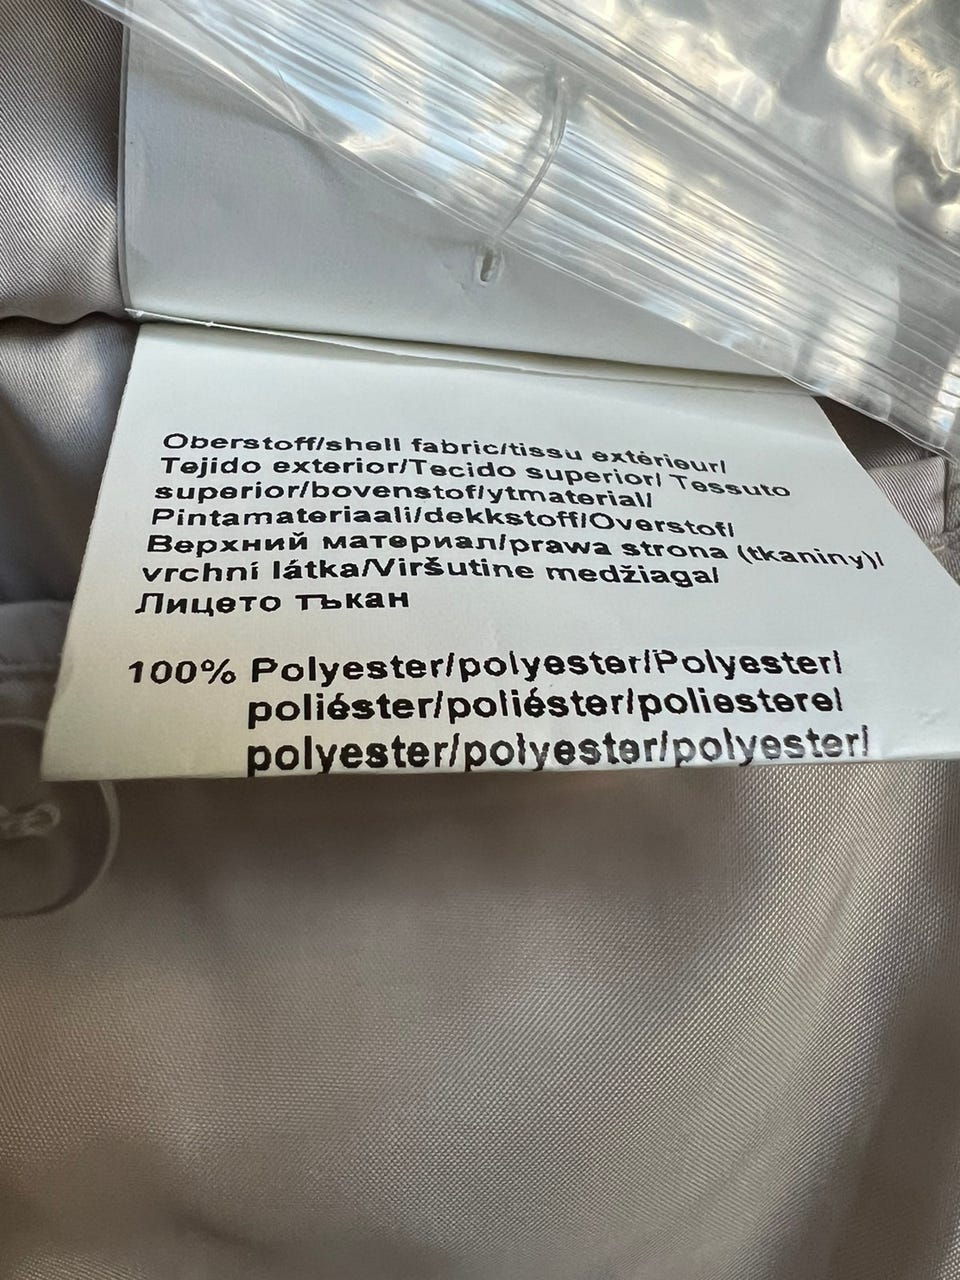 Oberstoff/shell fabric/tissu extérieur/
Tejido exterior/Tecido superior/ Tessuto
superior/bovenstof/ytmaterial/
Pintamateriaali/dekkstoff/Overstof/
Верхний материал/prawa strona (tkaniny)/
vrchní látka/Viršutine medžiaga/
Лицето тъкан
100% Polyester/polyester/Polyester/
poliéster/poliéster/poliestere/
polyester/polyester/polyester/